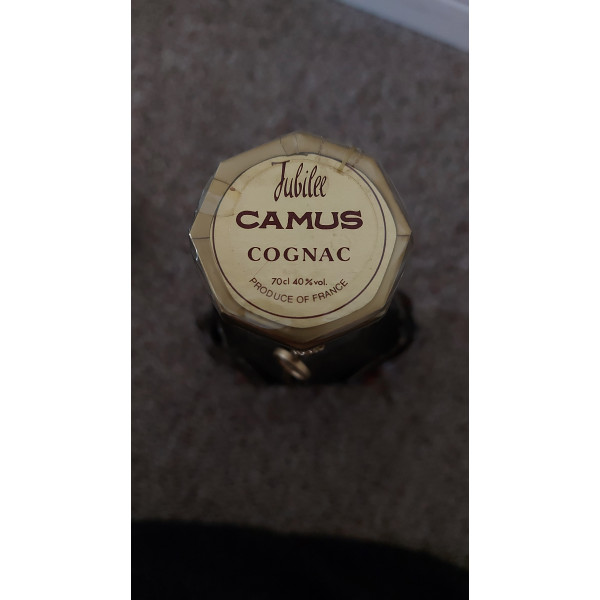 Jubilee
CAMUS
COGNAC
70cl 40%vol.
PRODUCE OF FRANCE